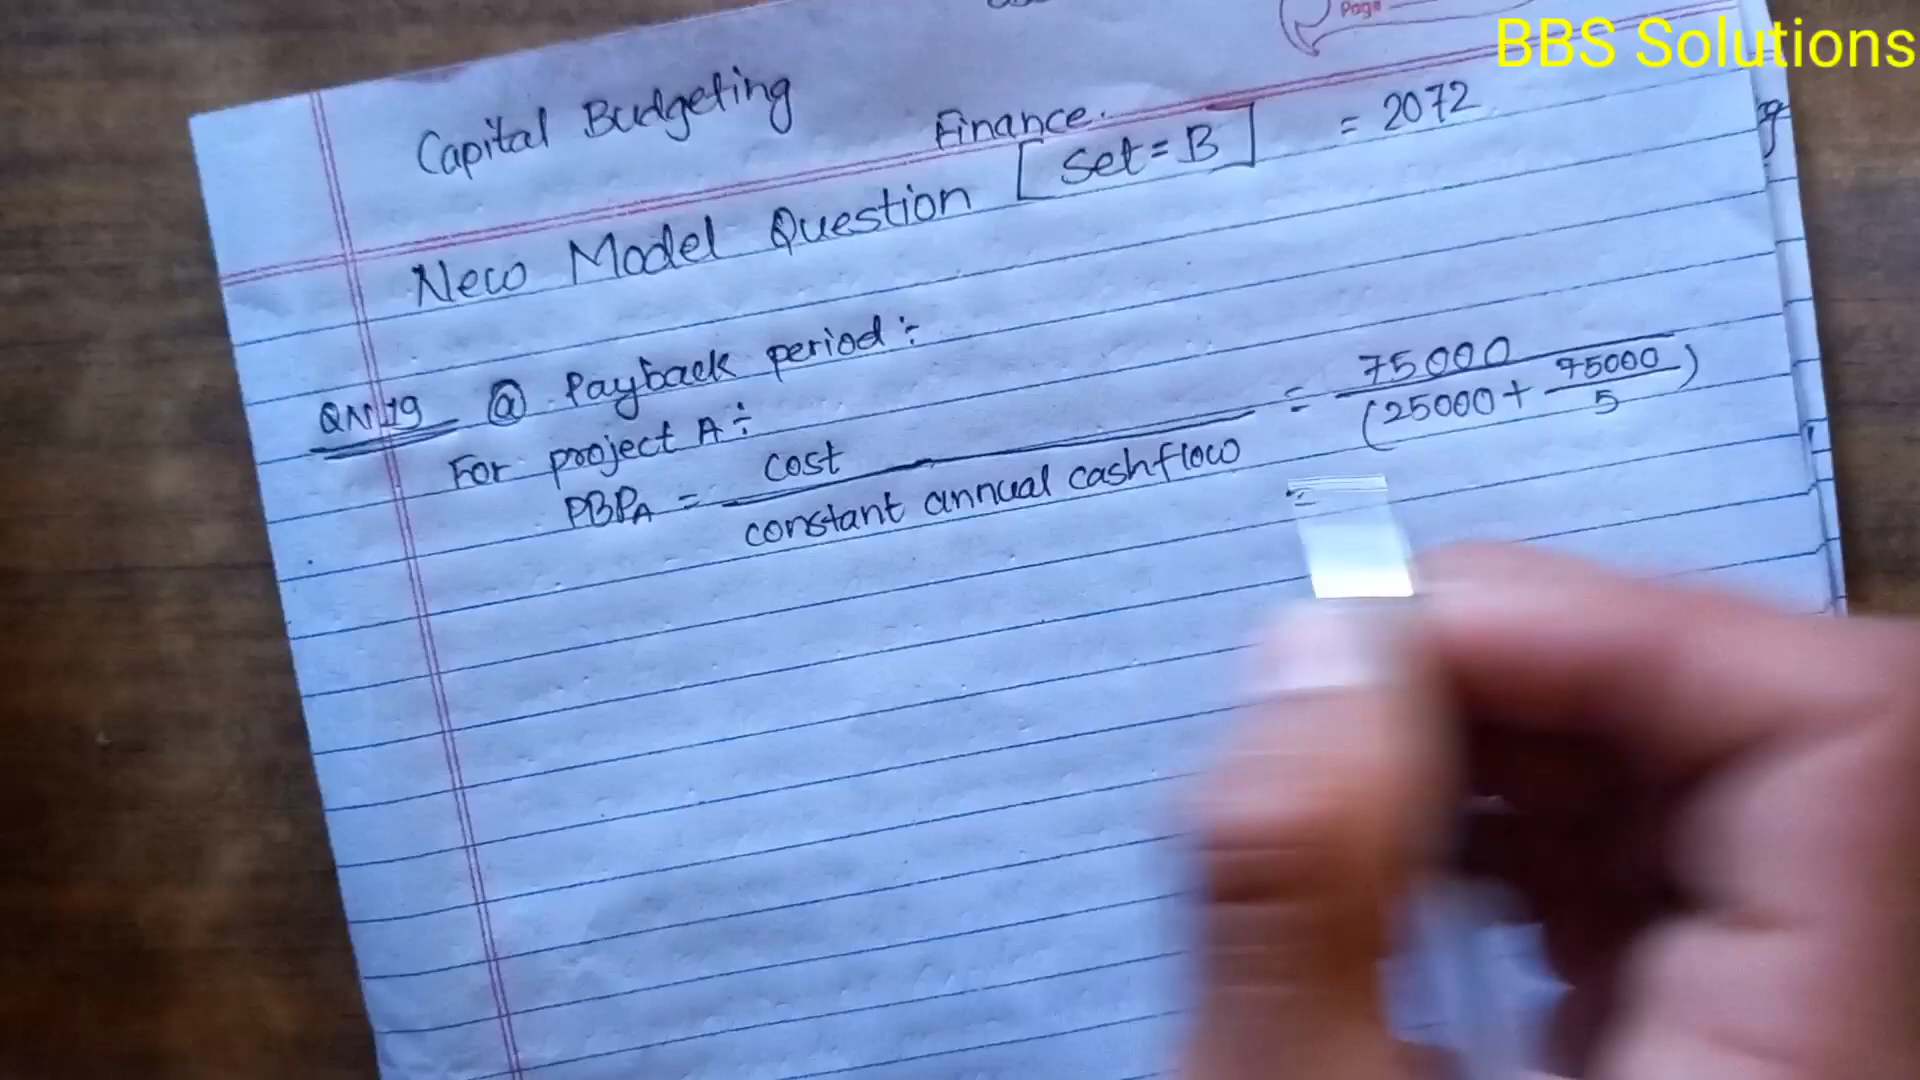 Page
BBS Solutions
Capital Budgeting
Finance.
New Model Question [Set = B] = 2072
QN.19 @ Payback period :-
For project A ÷
PBPA = cost / constant annual cashflow = 75000 / (25000 + 75000 / 5)
=